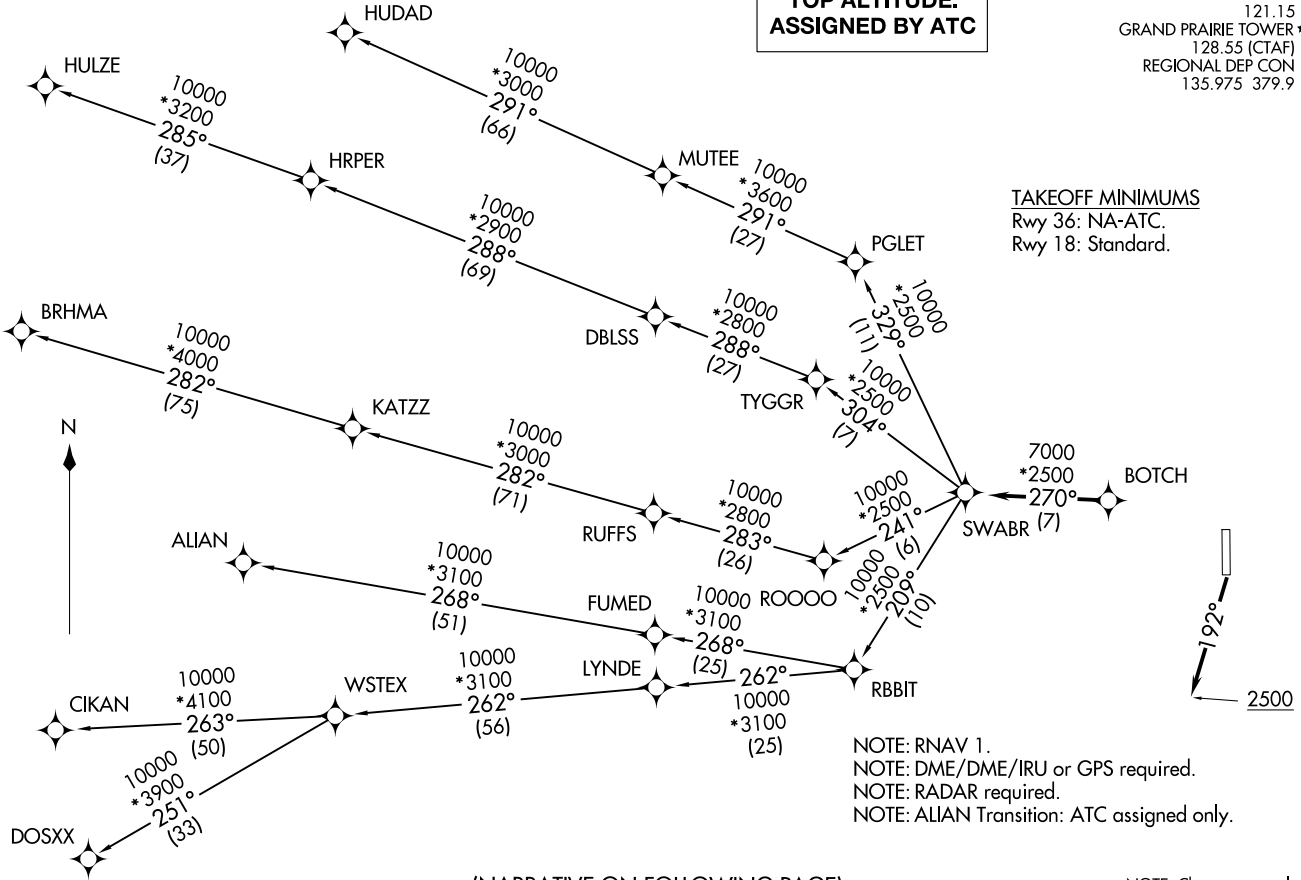 TOP ALTITUDE:
ASSIGNED BY ATC
121.15
GRAND PRAIRIE TOWER *
128.55 (CTAF)
REGIONAL DEP CON
135.975 379.9
HUDAD
10000
*3000
291°
(66)
HULZE
10000
*3200
285°
(37)
HRPER
MUTEE
10000
*3600
291°
(27)
TAKEOFF MINIMUMS
Rwy 36: NA-ATC.
Rwy 18: Standard.
10000
*2900
288°
(69)
PGLET
10000
*2500
329°
(11)
BRHMA
10000
*4000
282°
(75)
DBLSS
10000
*2800
288°
(27)
TYGGR
10000
*2500
304°
(7)
N
KATZZ
10000
*3000
282°
(71)
RUFFS
10000
*2800
283°
(26)
ROOOO
10000
*2500
241°
(6)
SWABR
7000
*2500
270°
(7)
BOTCH
10000
*2500
209°
(10)
ALIAN
10000
*3100
268°
(51)
FUMED
10000
*3100
268°
(25)
192°
2500
CIKAN
10000
*4100
263°
(50)
WSTEX
10000
*3100
262°
(56)
LYNDE
262°
10000
*3100
(25)
RBBIT
10000
*3900
251°
(33)
DOSXX
NOTE: RNAV 1.
NOTE: DME/DME/IRU or GPS required.
NOTE: RADAR required.
NOTE: ALIAN Transition: ATC assigned only.
(NARRATIVE ON FOLLOWING PAGE)